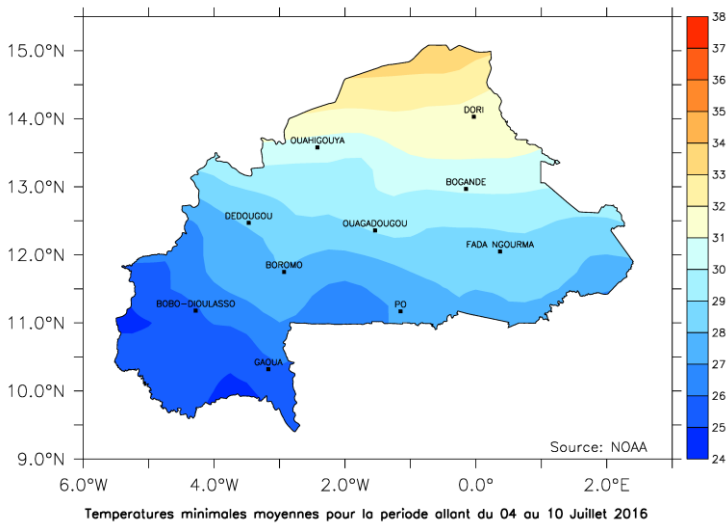 38
15.0°N
37
36
14.0°N
DORI
35
OUAHIGOUYA
34
13.0°N
BOGANDE
33
DEDOUGOU
OUAGADOUGOU
32
12.0°N
FADA NGOURMA
31
BOROMO
30
BOBO-DIOULASSO
PO
29
11.0°N
28
GAOUA
27
10.0°N
26
25
Source: NOAA
9.0°N
24
6.0°W 4.0°W 2.0°W 0.0° 2.0°E
Temperatures minimales moyennes pour la periode allant du 04 au 10 Juillet 2016